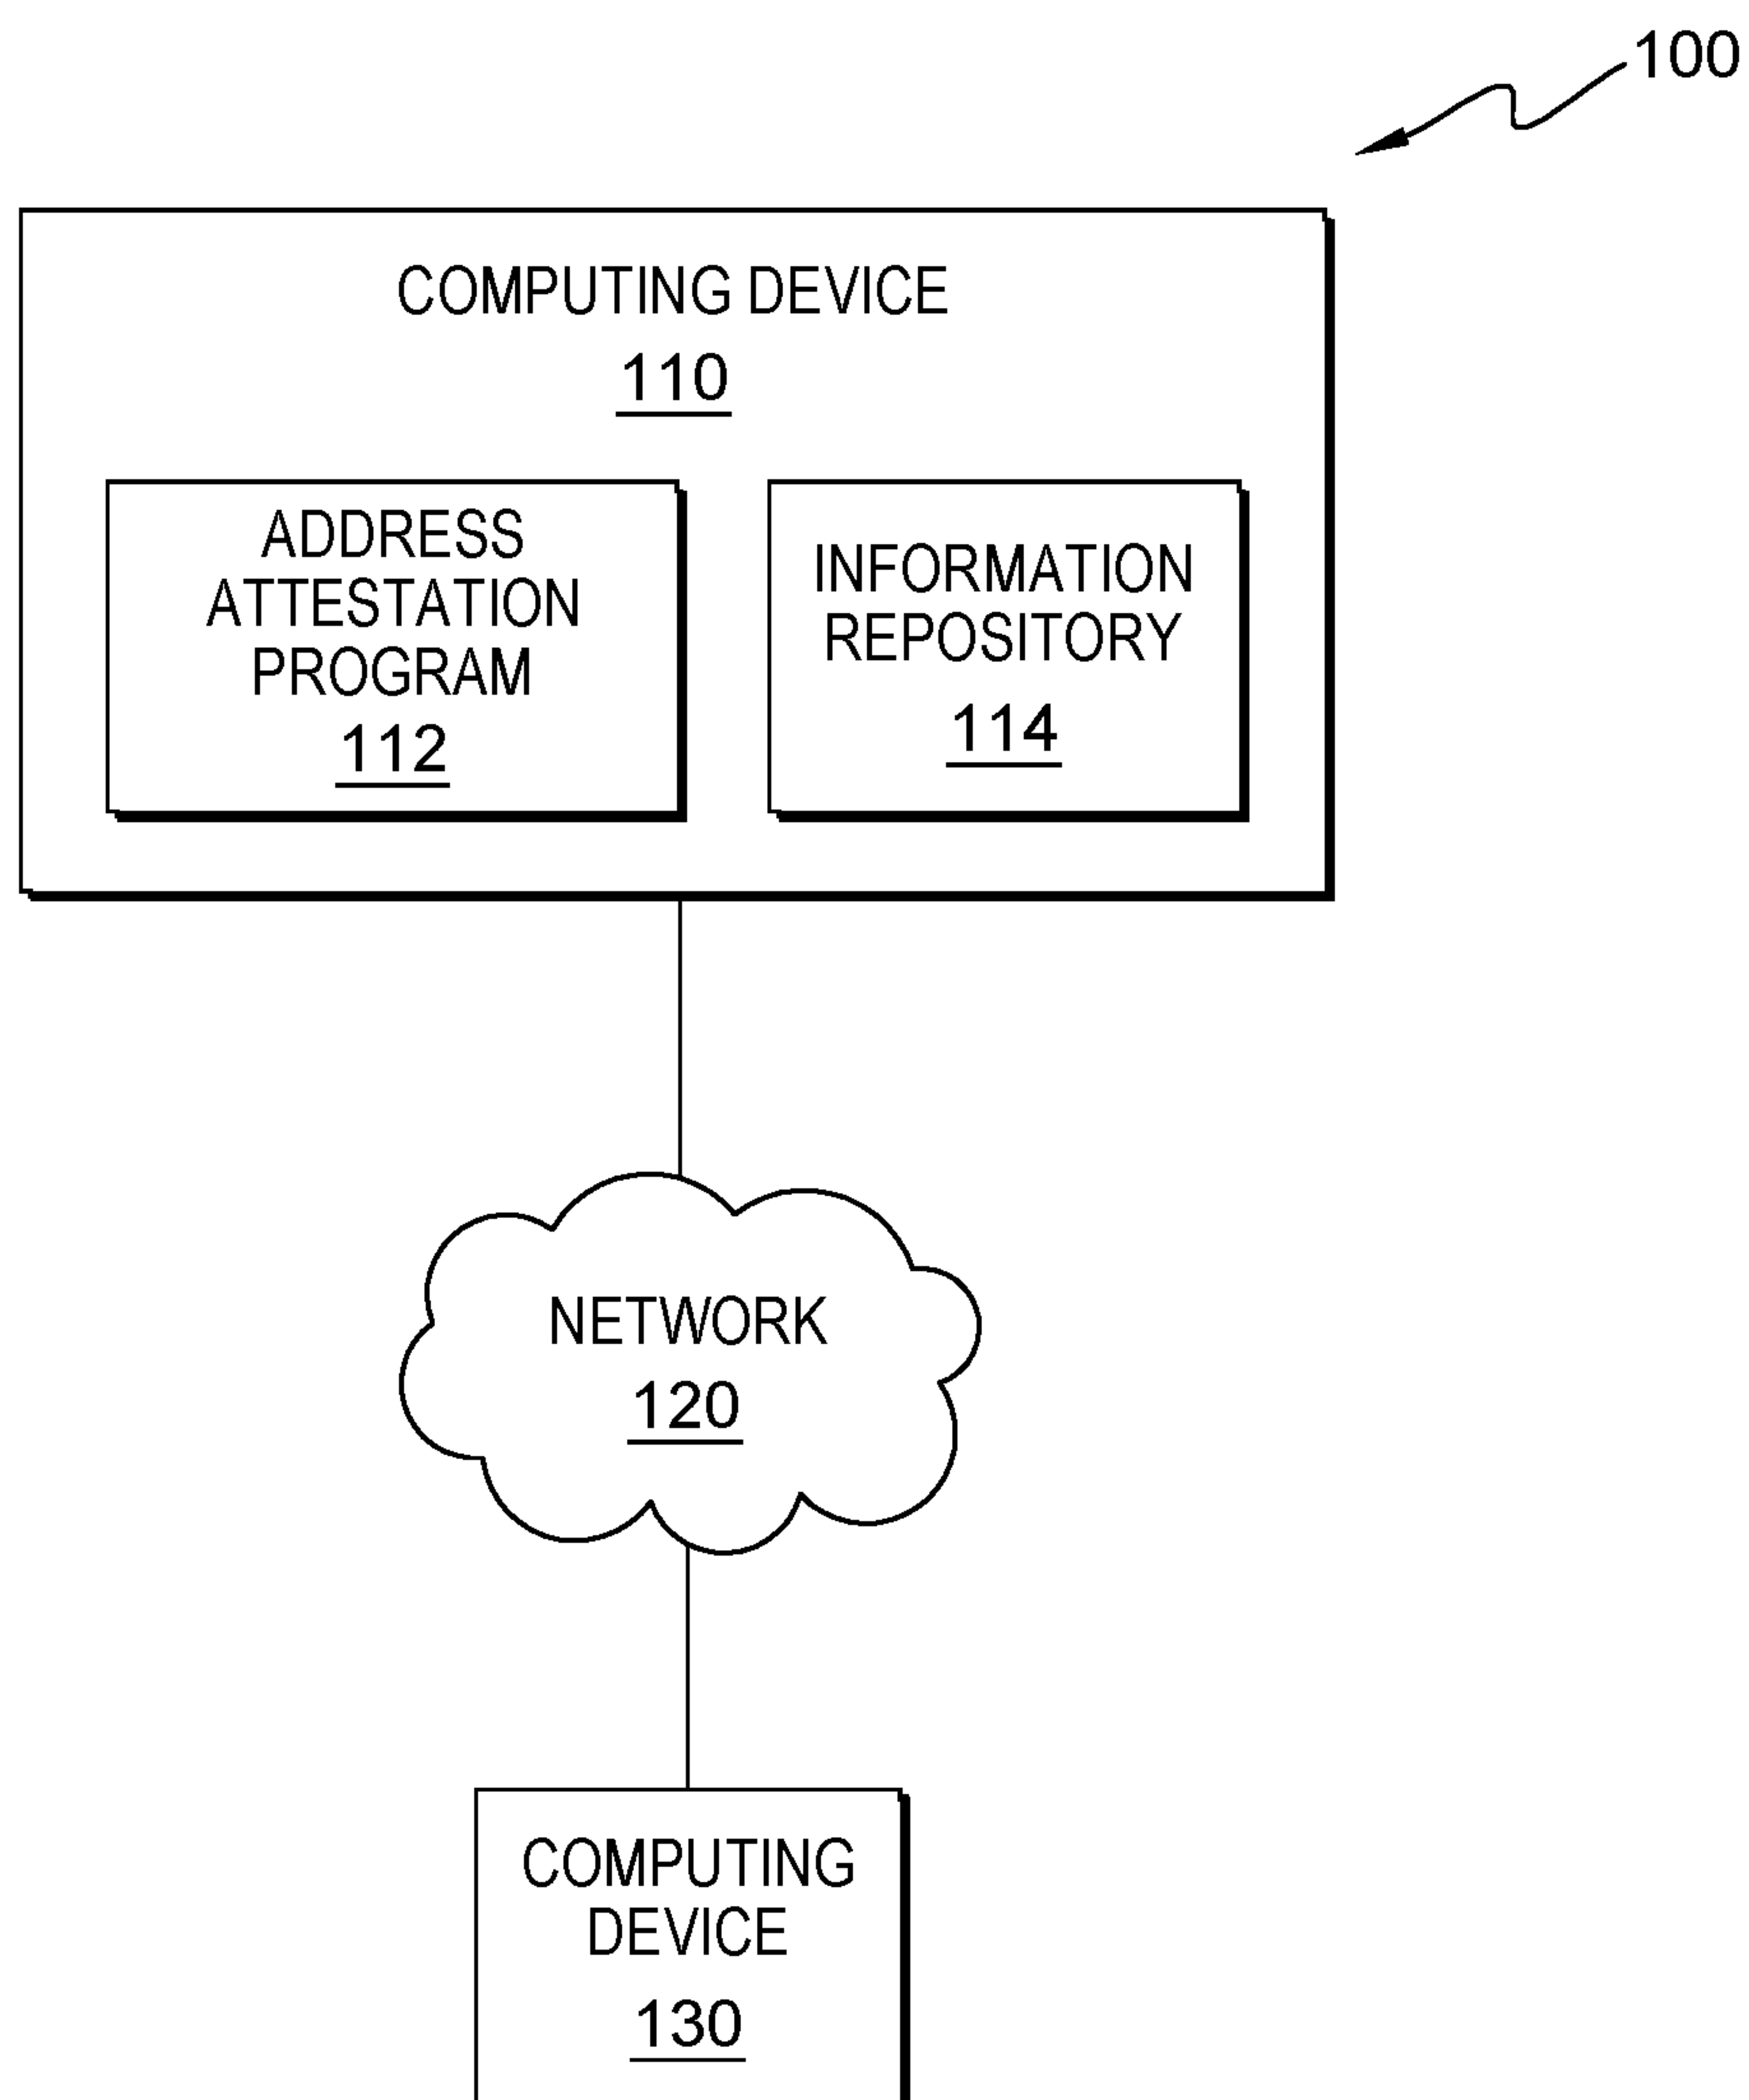 100
COMPUTING DEVICE
110
ADDRESS
ATTESTATION
PROGRAM
112
INFORMATION
REPOSITORY
114
NETWORK
120
COMPUTING
DEVICE
130